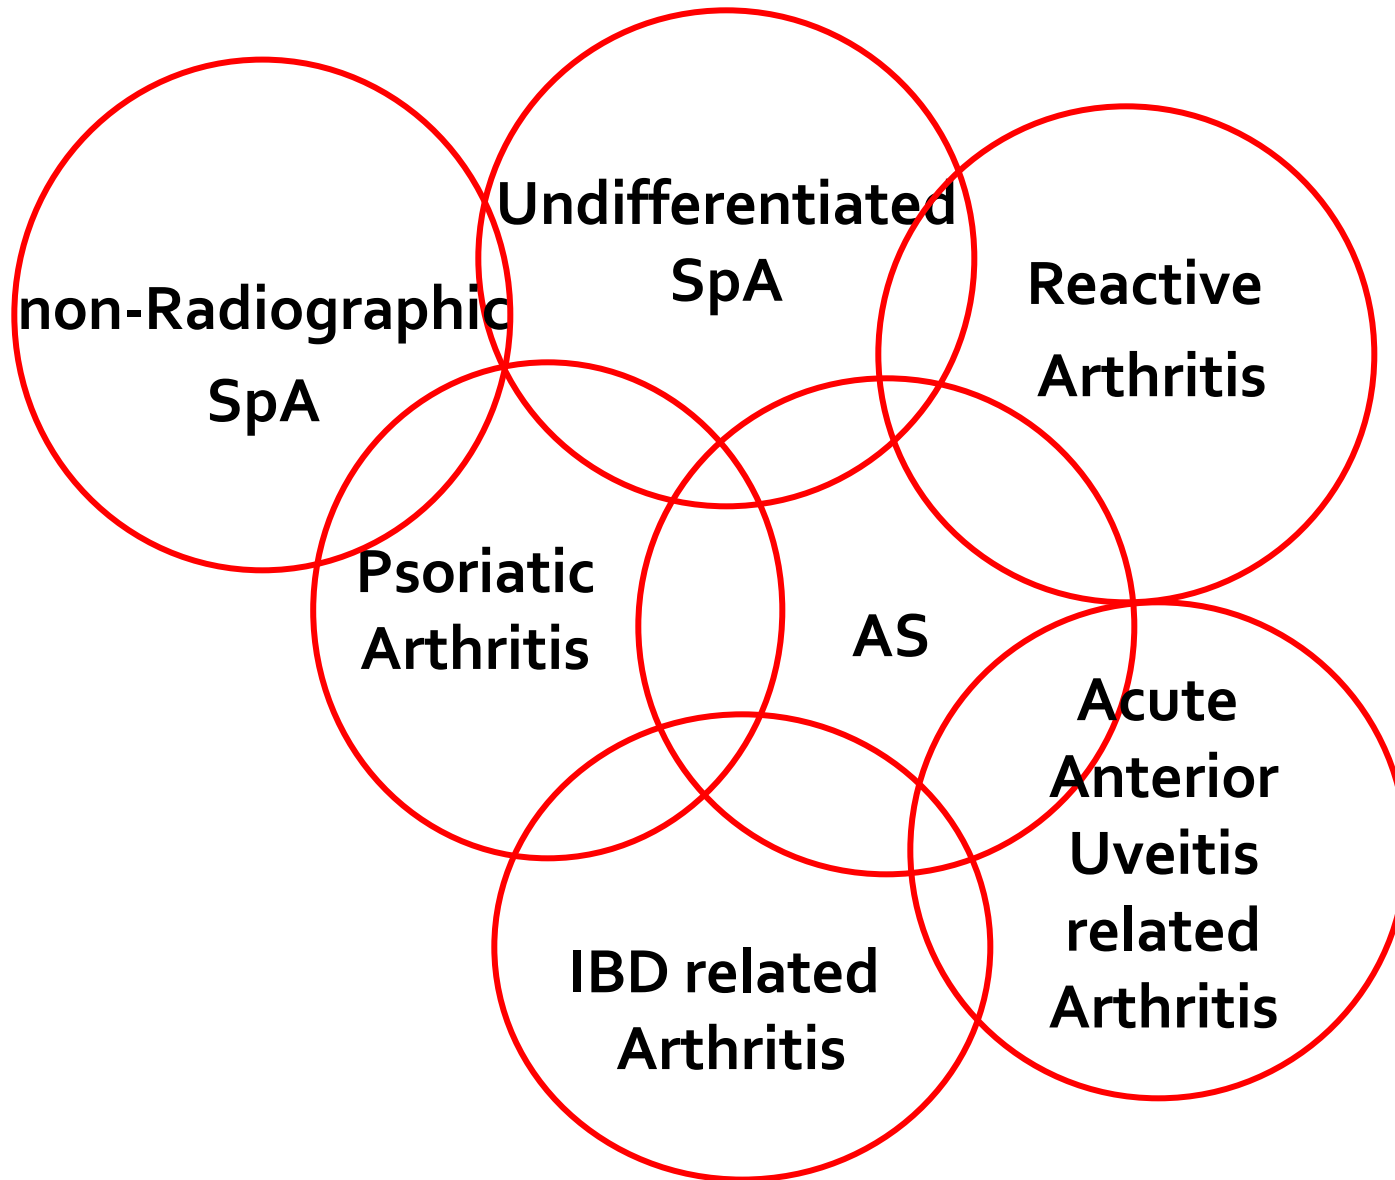 Undifferentiated
SpA
non-Radiographic
SpA
Reactive
Arthritis
Psoriatic
Arthritis
AS
Acute
Anterior
Uveitis
related
Arthritis
IBD related
Arthritis